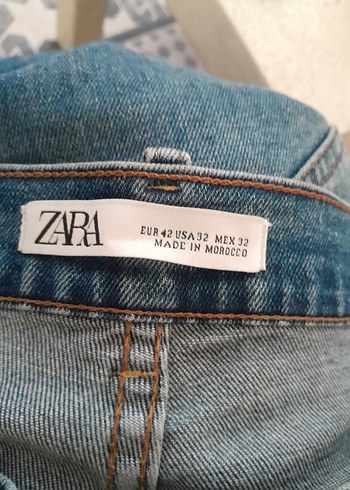 ZARA
EUR 42 USA 32 MEX 32
MADE IN MOROCCO